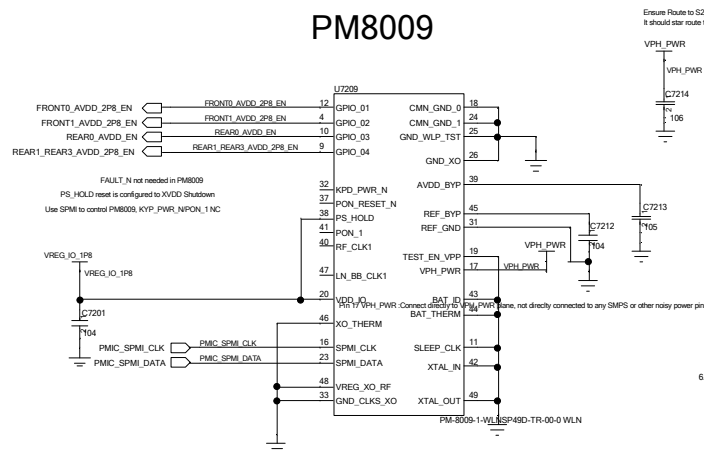 PM8009
Ensure Route to S2
It should star route t
VPH_PWR
VPH_PWR
C7214
2
106
U7209
FRONT0_AVDD_2P8_EN FRONT0_AVDD_2P8_EN 12 GPIO_01 CMN_GND_0 18
FRONT1_AVDD_2P8_EN FRONT1_AVDD_2P8_EN 4 GPIO_02 CMN_GND_1 24
REAR0_AVDD_EN REAR0_AVDD_EN 10 GPIO_03 GND_WLP_TST 25
REAR1_REAR3_AVDD_2P8_EN REAR1_REAR3_AVDD_2P8_EN 9 GPIO_04
GND_XO 26
FAULT_N not needed in PM8009
PS_HOLD reset is configured to XVDD Shutdown
Use SPMI to control PM8009, KYP_PWR_N/PON_1 NC
32 KPD_PWR_N AVDD_BYP 39
37 PON_RESET_N
38 PS_HOLD REF_BYP 45
41 PON_1 REF_GND 31
40 RF_CLK1
C7213
2
105
C7212
2
104
47 LN_BB_CLK1 TEST_EN_VPP 19
VPH_PWR
VPH_PWR 17 VPH_PWR
VREG_IO_1P8
VREG_IO_1P8
20 VDD_IO BAT_ID 43
Pin 17 VPH_PWR :Connect directly to VPH_PWR plane, not directly connected to any SMPS or other noisy power pin
BAT_THERM 44
C7201
2
104
46 XO_THERM
PMIC_SPMI_CLK PMIC_SPMI_CLK 16 SPMI_CLK SLEEP_CLK 11
PMIC_SPMI_DATA PMIC_SPMI_DATA 23 SPMI_DATA XTAL_IN 42
48 VREG_XO_RF
33 GND_CLKS_XO XTAL_OUT 49
PM-8009-1-WLNSP49D-TR-00-0 WLN
6.